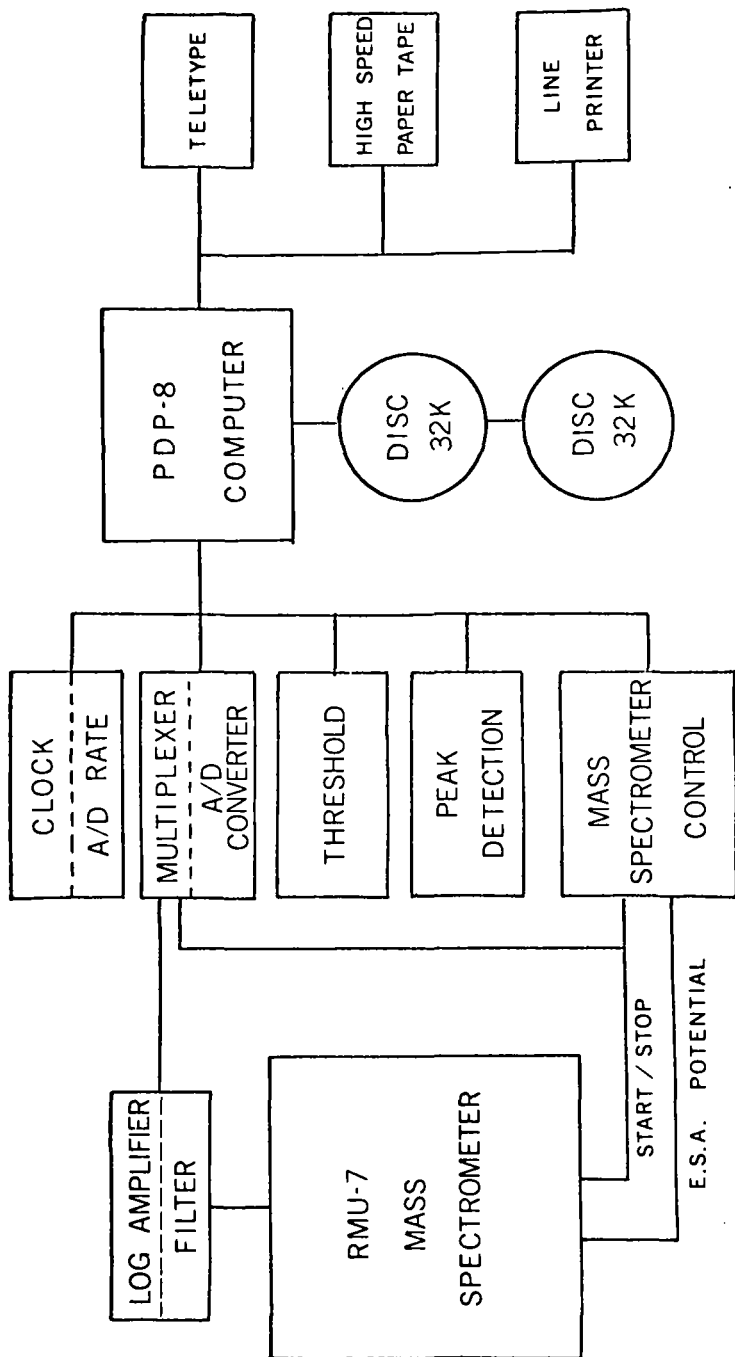 LOG AMPLIFIER
FILTER
RMU-7
MASS
SPECTROMETER
START / STOP
E.S.A. POTENTIAL
CLOCK
A/D RATE
MULTIPLEXER
A/D
CONVERTER
THRESHOLD
PEAK
DETECTION
MASS
SPECTROMETER
CONTROL
PDP-8
COMPUTER
DISC
32K
DISC
32K
TELETYPE
HIGH SPEED
PAPER TAPE
LINE
PRINTER